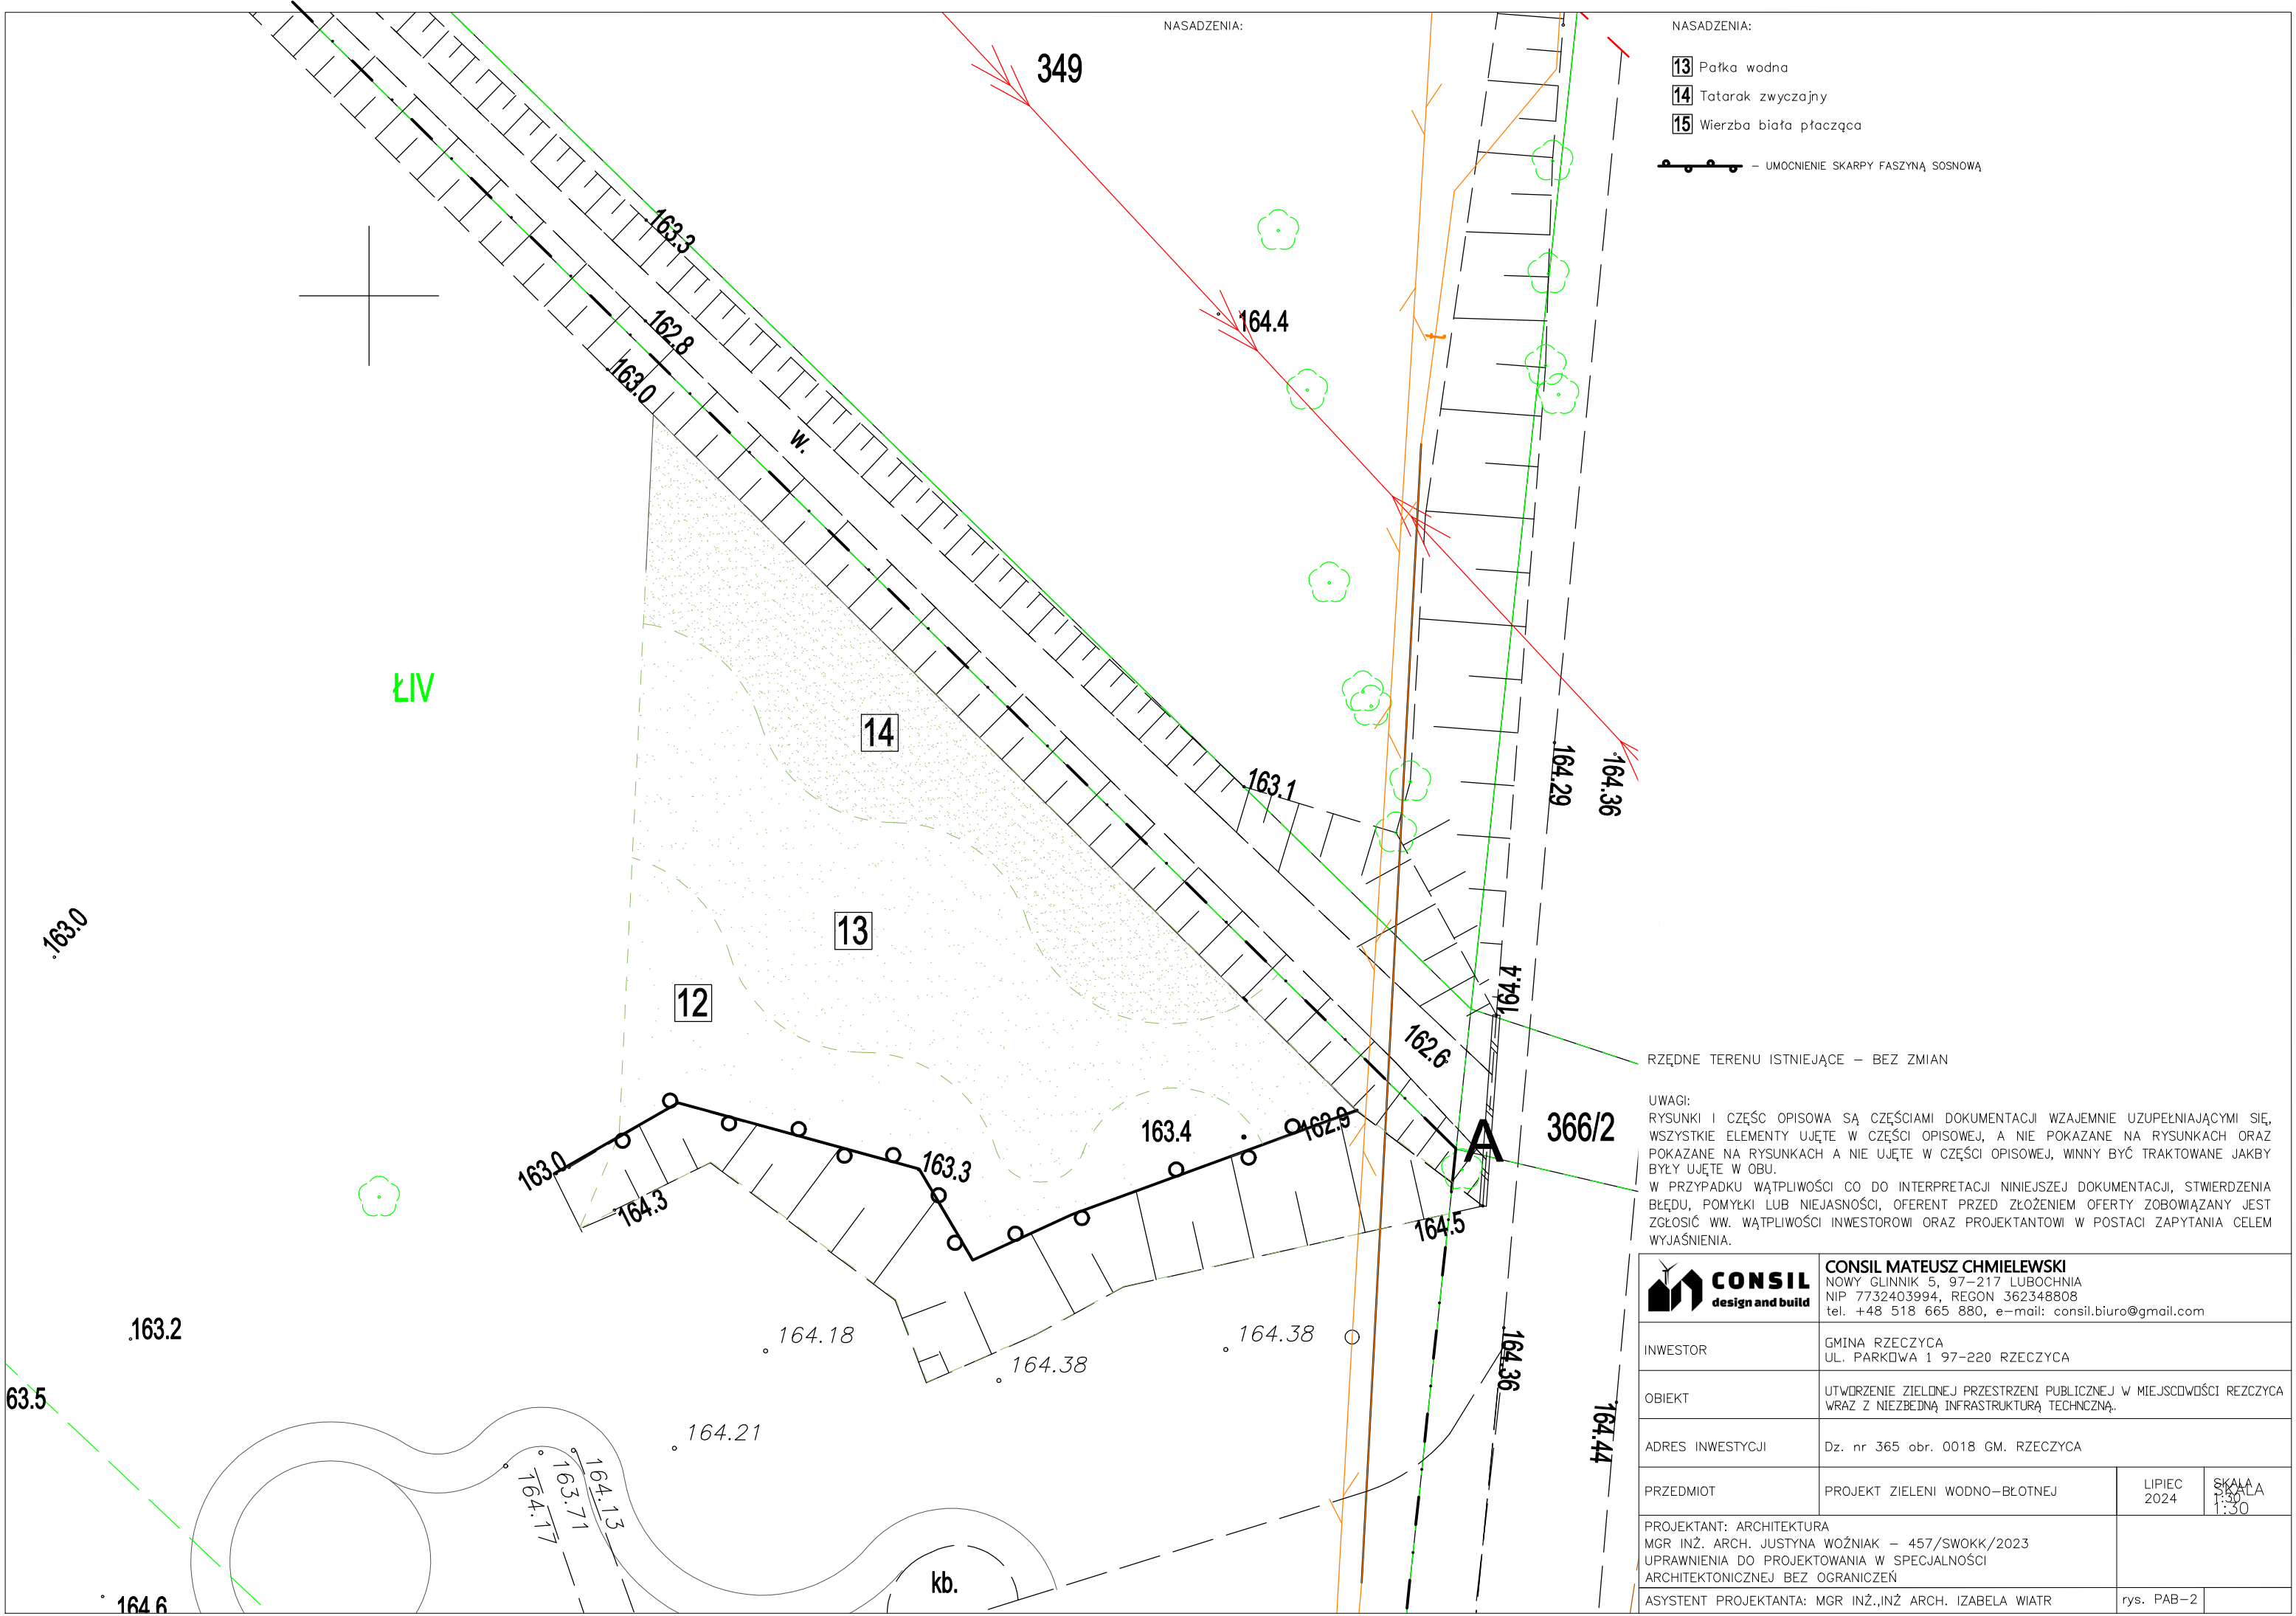 NASADZENIA:
NASADZENIA:
13 Pałka wodna
14 Tatarak zwyczajny
15 Wierzba biała płacząca
– UMOCNIENIE SKARPY FASZYNĄ SOSNOWĄ
349
163.3
162.8
163.0
164.4
t
w.
ŁIV
14
163.1
164.29
164.36
13
163.0
12
164.4
162.6
RZĘDNE TERENU ISTNIEJĄCE – BEZ ZMIAN
366/2
A
163.4
162.9
163.0
163.3
164.3
164.5
UWAGI:
RYSUNKI I CZĘŚC OPISOWA SĄ CZĘŚCIAMI DOKUMENTACJI WZAJEMNIE UZUPEŁNIAJĄCYMI SIĘ,
WSZYSTKIE ELEMENTY UJĘTE W CZĘŚCI OPISOWEJ, A NIE POKAZANE NA RYSUNKACH ORAZ
POKAZANE NA RYSUNKACH A NIE UJĘTE W CZĘŚCI OPISOWEJ, WINNY BYĆ TRAKTOWANE JAKBY
BYŁY UJĘTE W OBU.
W PRZYPADKU WĄTPLIWOŚCI CO DO INTERPRETACJI NINIEJSZEJ DOKUMENTACJI, STWIERDZENIA
BŁĘDU, POMYŁKI LUB NIEJASNOŚCI, OFERENT PRZED ZŁOŻENIEM OFERTY ZOBOWIĄZANY JEST
ZGŁOSIĆ WW. WĄTPLIWOŚCI INWESTOROWI ORAZ PROJEKTANTOWI W POSTACI ZAPYTANIA CELEM
WYJAŚNIENIA.
163.2
164.18
164.38
164.38
164.36
63.5
164.21
164.44
164.13
163.71
164.17
kb.
164.6
CONSIL
design and build
CONSIL MATEUSZ CHMIELEWSKI
NOWY GLINNIK 5, 97–217 LUBOCHNIA
NIP 7732403994, REGON 362348808
tel. +48 518 665 880, e–mail: consil.biuro@gmail.com
INWESTOR
GMINA RZECZYCA
UL. PARKOWA 1 97–220 RZECZYCA
OBIEKT
UTWORZENIE ZIELONEJ PRZESTRZENI PUBLICZNEJ W MIEJSCOWOŚCI REZCZYCA
WRAZ Z NIEZBEDNĄ INFRASTRUKTURĄ TECHNCZNĄ.
ADRES INWESTYCJI
Dz. nr 365 obr. 0018 GM. RZECZYCA
PRZEDMIOT
PROJEKT ZIELENI WODNO–BŁOTNEJ
LIPIEC
2024
SKALA
1:30
SKALA
1:30
PROJEKTANT: ARCHITEKTURA
MGR INŻ. ARCH. JUSTYNA WOŹNIAK – 457/SWOKK/2023
UPRAWNIENIA DO PROJEKTOWANIA W SPECJALNOŚCI
ARCHITEKTONICZNEJ BEZ OGRANICZEŃ
ASYSTENT PROJEKTANTA: MGR INŻ.,INŻ ARCH. IZABELA WIATR
rys. PAB–2